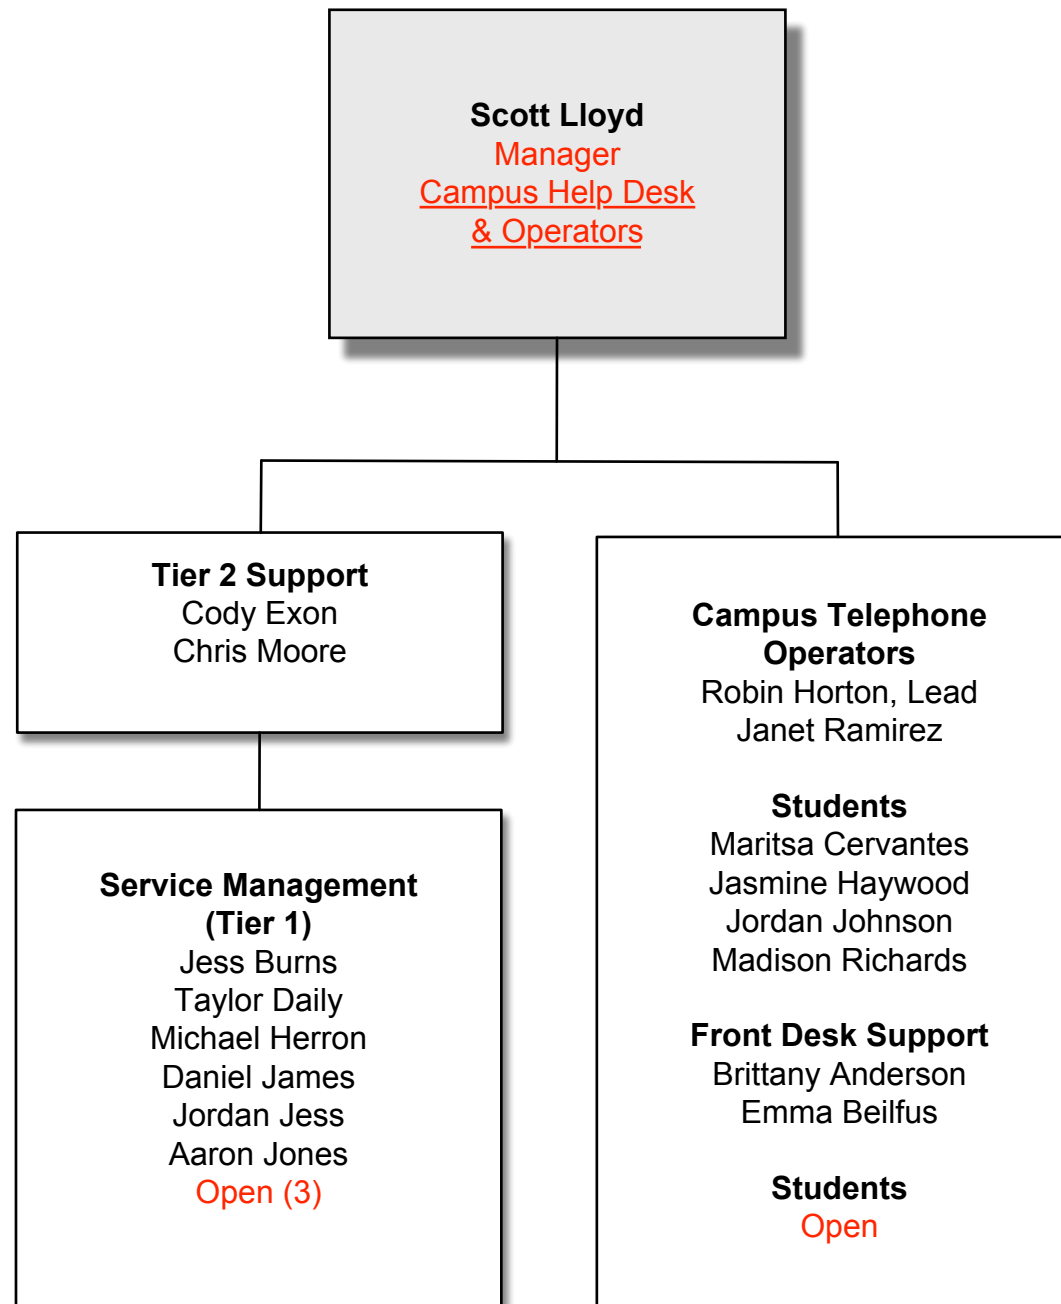 Scott Lloyd
Manager
Campus Help Desk
& Operators
Tier 2 Support
Cody Exon
Chris Moore
Service Management
(Tier 1)
Jess Burns
Taylor Daily
Michael Herron
Daniel James
Jordan Jess
Aaron Jones
Open (3)
Campus Telephone
Operators
Robin Horton, Lead
Janet Ramirez
Students
Maritsa Cervantes
Jasmine Haywood
Jordan Johnson
Madison Richards
Front Desk Support
Brittany Anderson
Emma Beilfus
Students
Open